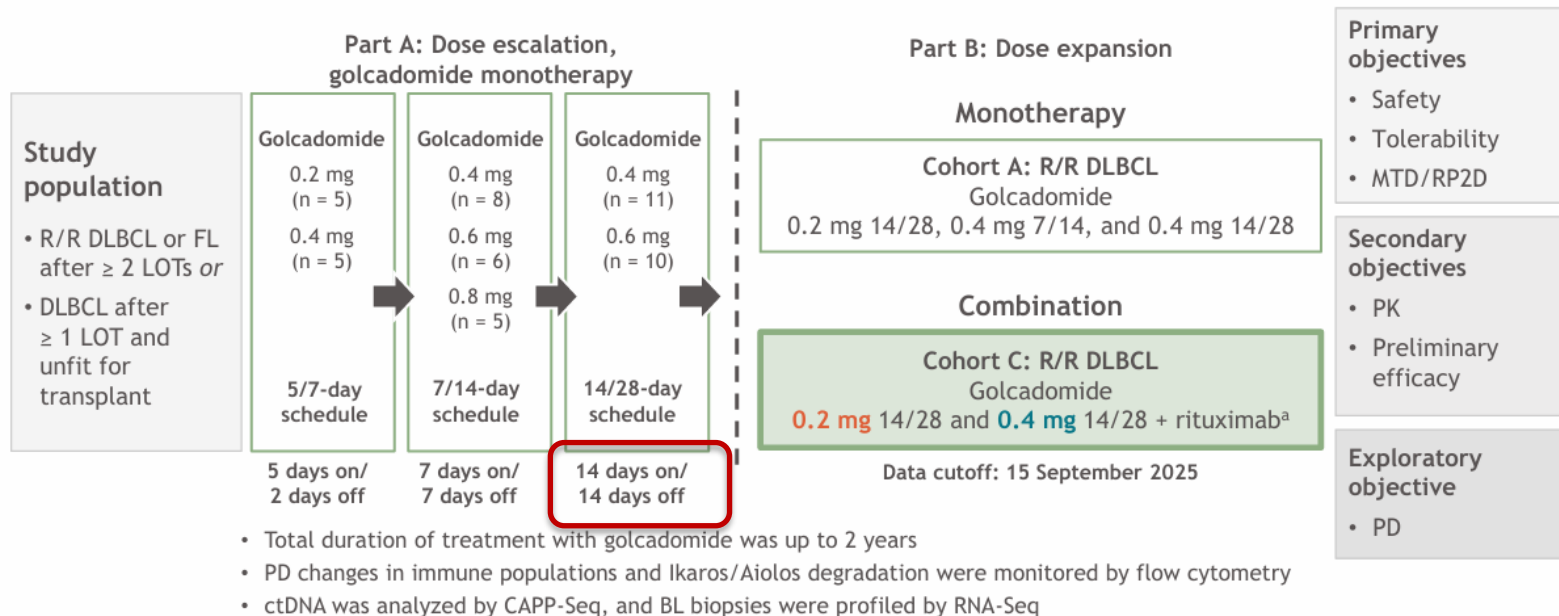 Part A: Dose escalation,
golcadomide monotherapy
Study
population
• R/R DLBCL or FL
after ≥ 2 LOTs or
• DLBCL after
≥ 1 LOT and
unfit for
transplant
Golcadomide
0.2 mg
(n = 5)
0.4 mg
(n = 5)
5/7-day
schedule
5 days on/
2 days off
Golcadomide
0.4 mg
(n = 8)
0.6 mg
(n = 6)
0.8 mg
(n = 5)
7/14-day
schedule
7 days on/
7 days off
Golcadomide
0.4 mg
(n = 11)
0.6 mg
(n = 10)
14/28-day
schedule
14 days on/
14 days off
Part B: Dose expansion
Monotherapy
Cohort A: R/R DLBCL
Golcadomide
0.2 mg 14/28, 0.4 mg 7/14, and 0.4 mg 14/28
Combination
Cohort C: R/R DLBCL
Golcadomide
0.2 mg 14/28 and 0.4 mg 14/28 + rituximabᵃ
Data cutoff: 15 September 2025
Primary
objectives
• Safety
• Tolerability
• MTD/RP2D
Secondary
objectives
• PK
• Preliminary
efficacy
Exploratory
objective
• PD
• Total duration of treatment with golcadomide was up to 2 years
• PD changes in immune populations and Ikaros/Aiolos degradation were monitored by flow cytometry
• ctDNA was analyzed by CAPP-Seq, and BL biopsies were profiled by RNA-Seq